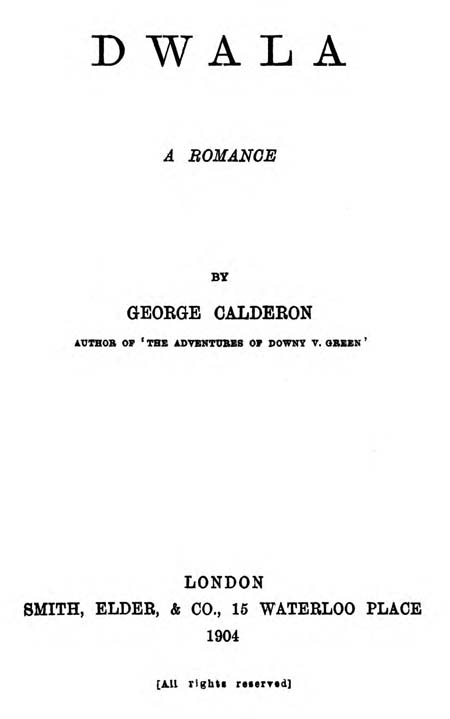 DWALA
A ROMANCE
BY
GEORGE CALDERON
AUTHOR OF 'THE ADVENTURES OF DOWNY V. GREEN'
LONDON
SMITH, ELDER, & CO., 15 WATERLOO PLACE
1904
[All rights reserved]